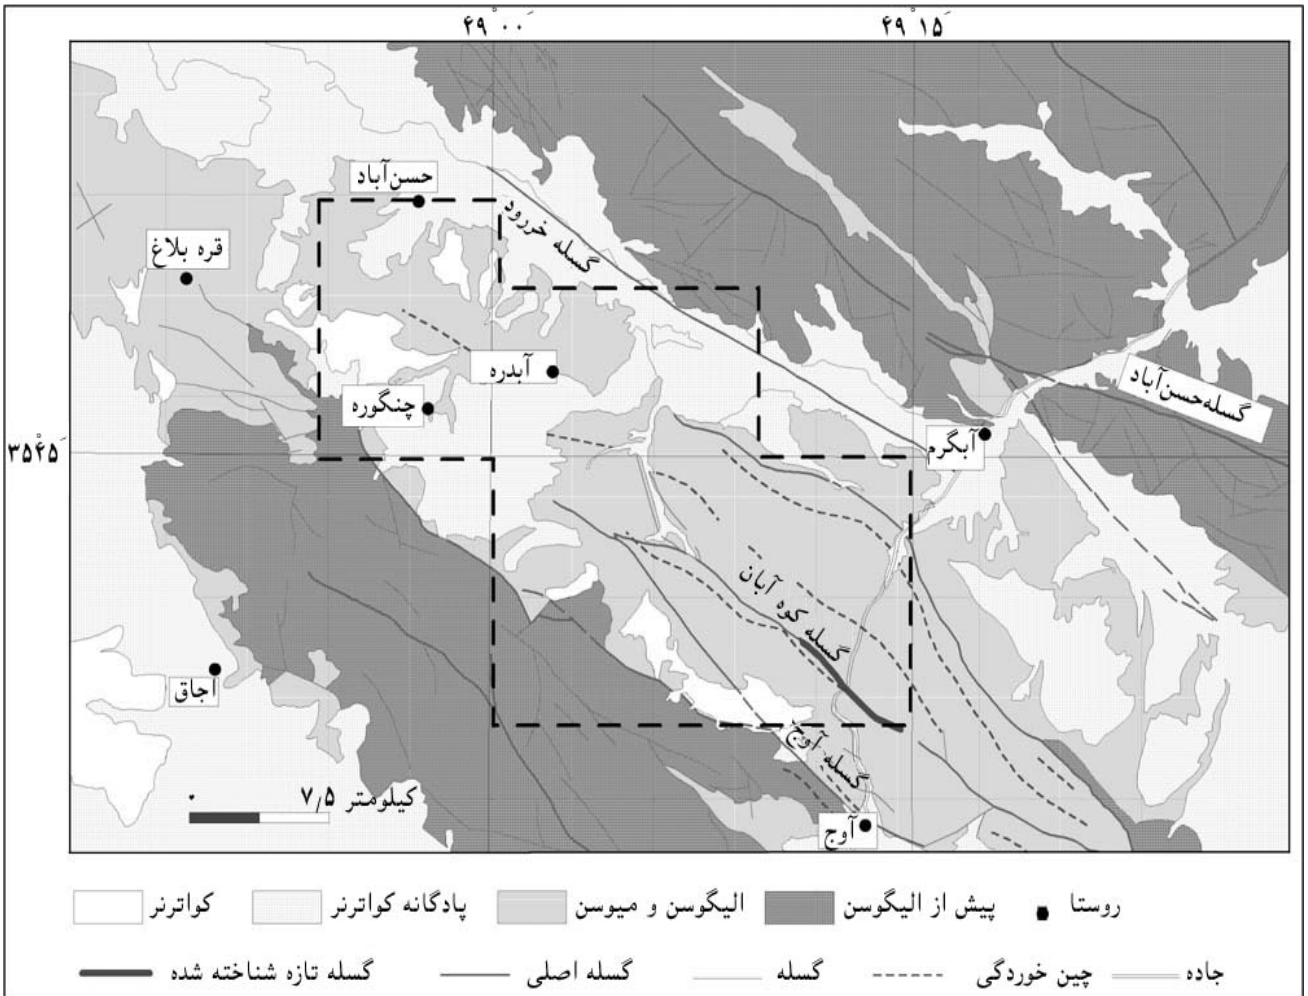 ۴۹ ۰۰
۴۹ ۱۵
حسن‌آباد
گسله خررود
قره بلاغ
آبدره
چنگوره
گسله حسن‌آباد
آبگرم
۳۵ ۴۵
گسله کوه آبان
اجاق
گسله آوج
۰ ۷٫۵ کیلومتر
آوج
روستا
پیش از الیگوسن
الیگوسن و میوسن
پادگانه کواترنر
کواترنر
جاده
چین خوردگی
گسله
گسله اصلی
گسله تازه شناخته شده